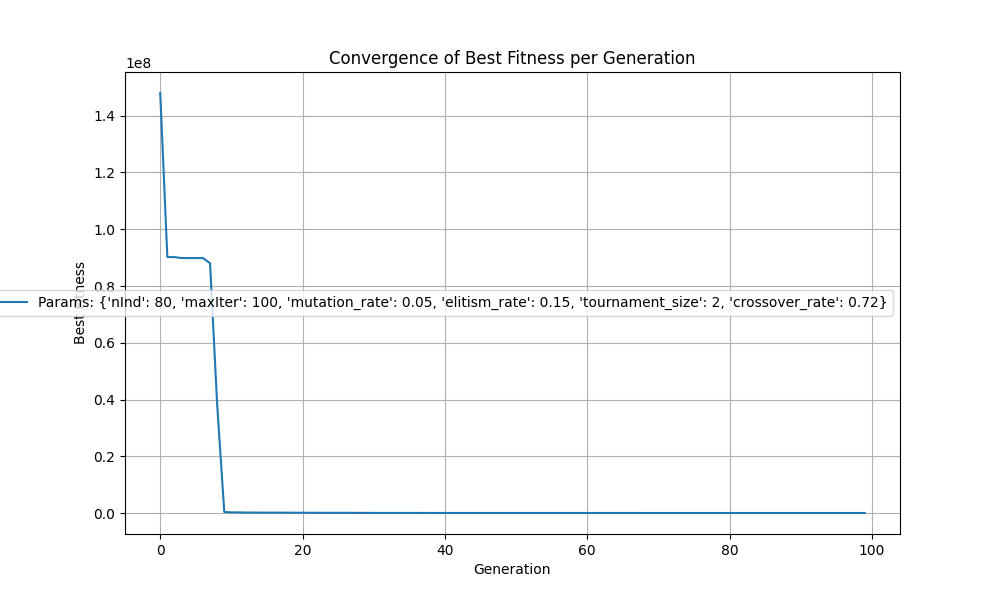 Convergence of Best Fitness per Generation
1e8
1.4
1.2
1.0
0.8
0.6
0.4
0.2
0.0
Params: {'nInd': 80, 'maxIter': 100, 'mutation_rate': 0.05, 'elitism_rate': 0.15, 'tournament_size': 2, 'crossover_rate': 0.72}
0 20 40 60 80 100
Generation
Best Fitness